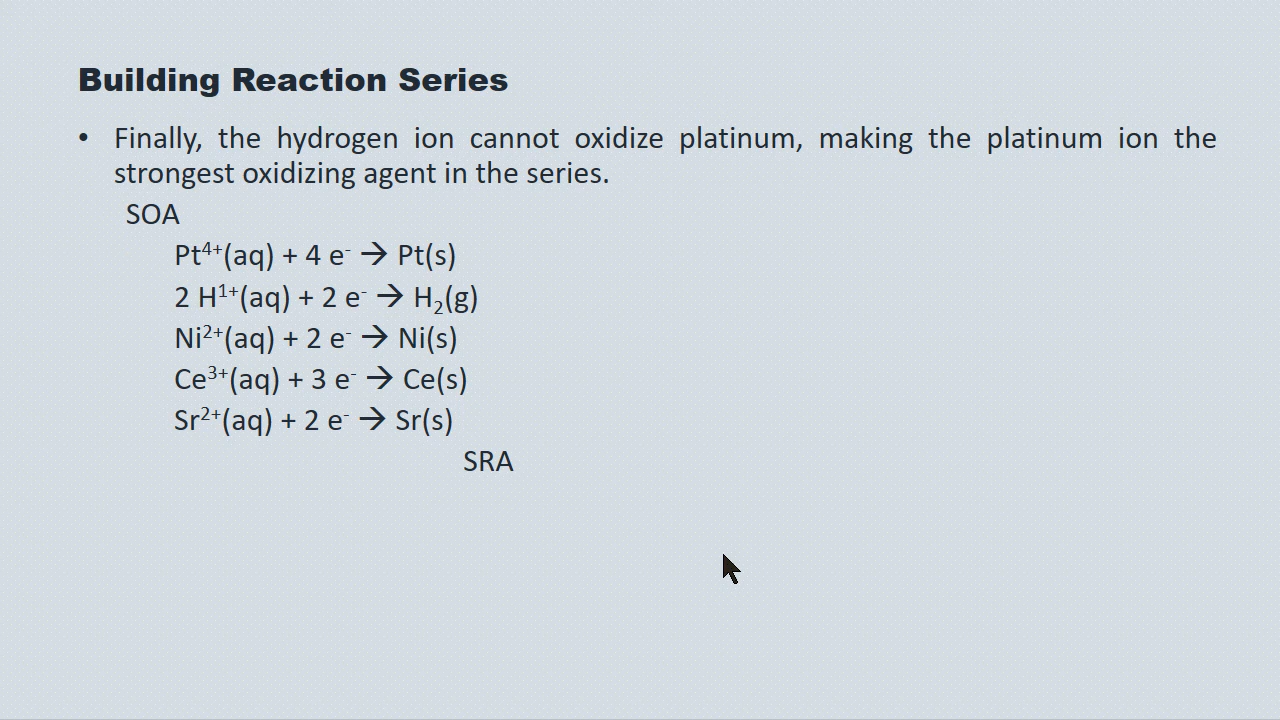 Building Reaction Series
• Finally, the hydrogen ion cannot oxidize platinum, making the platinum ion the
strongest oxidizing agent in the series.
SOA
Pt⁴⁺(aq) + 4 e⁻ → Pt(s)
2 H¹⁺(aq) + 2 e⁻ → H₂(g)
Ni²⁺(aq) + 2 e⁻ → Ni(s)
Ce³⁺(aq) + 3 e⁻ → Ce(s)
Sr²⁺(aq) + 2 e⁻ → Sr(s)
SRA